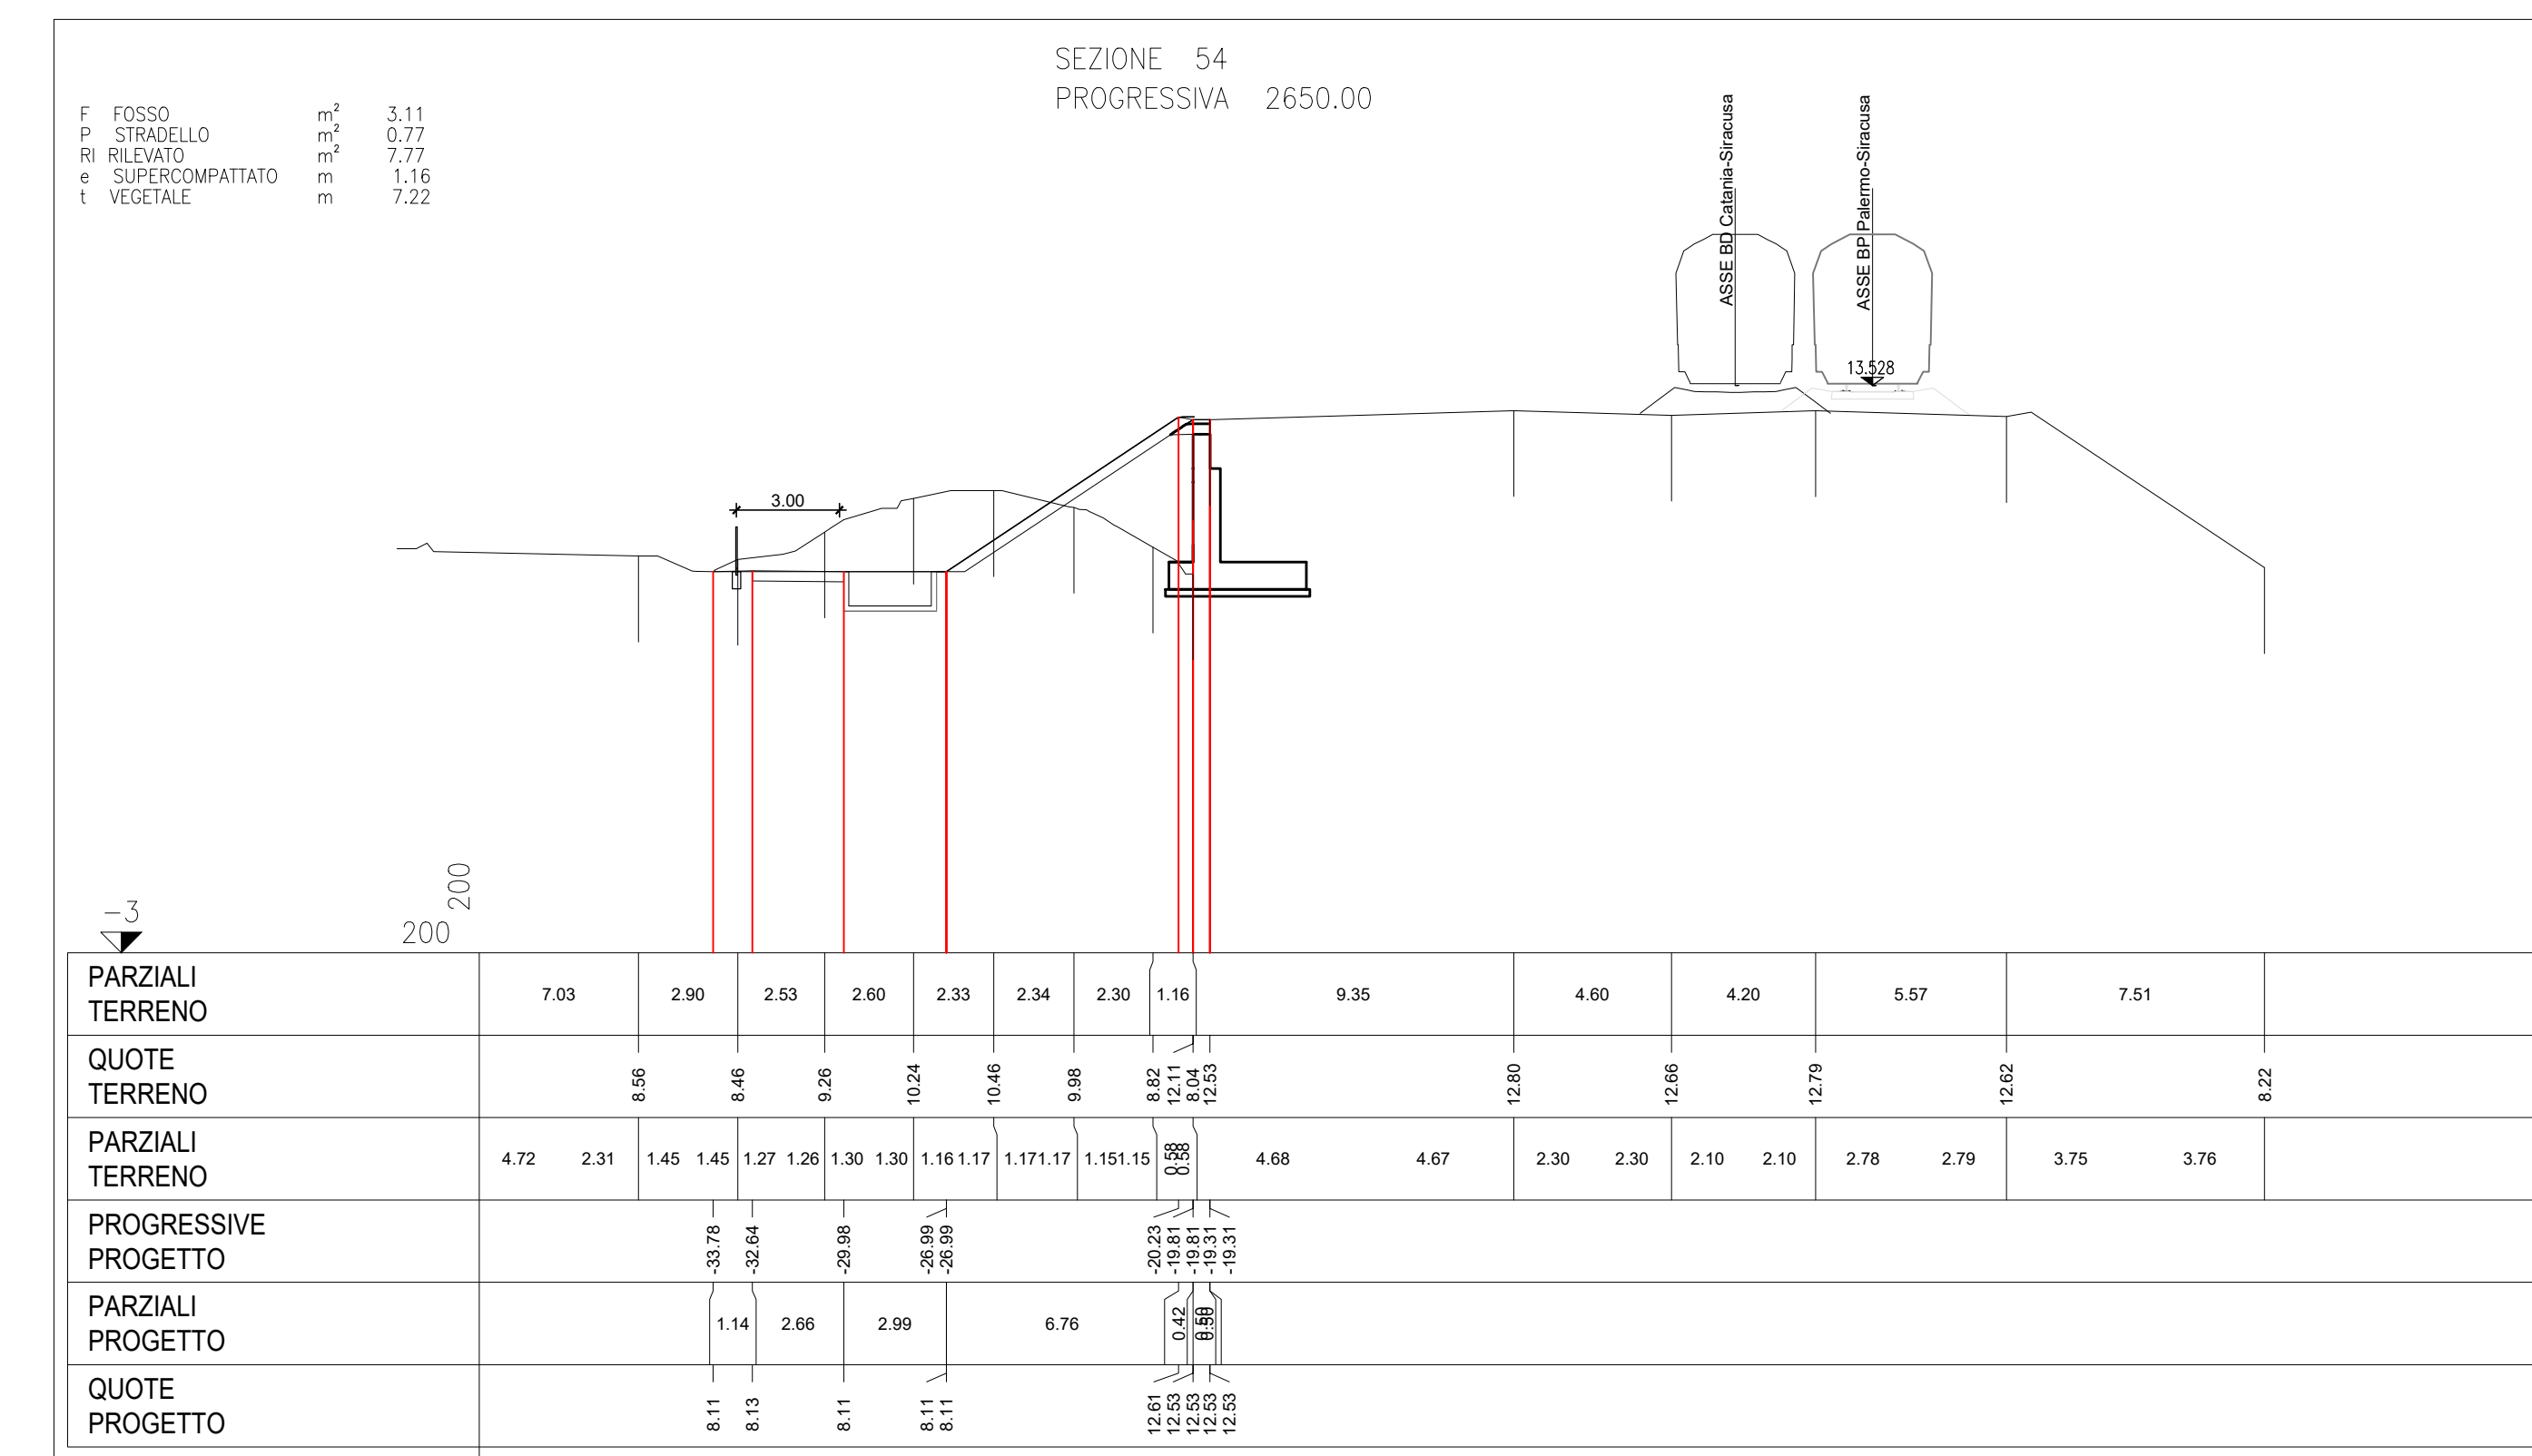 SEZIONE 54
PROGRESSIVA 2650.00
F FOSSO m² 3.11
P STRADELLO m² 0.77
RI RILEVATO m² 7.77
e SUPERCOMPATTATO m 1.16
t VEGETALE m 7.22
ASSE BD Catania-Siracusa
ASSE BP Palermo-Siracusa
13.528
3.00
200
-3
200
PARZIALI
TERRENO
7.03 2.90 2.53 2.60 2.33 2.34 2.30 1.16 9.35 4.60 4.20 5.57 7.51
QUOTE
TERRENO
8.56 8.46 9.26 10.24 10.46 9.98 8.82 12.11 8.04 12.53 12.80 12.66 12.79 12.62 8.22
PARZIALI
TERRENO
4.72 2.31 1.45 1.45 1.27 1.26 1.30 1.30 1.16 1.17 1.17 1.17 1.15 1.15 0.58 0.58 4.68 4.67 2.30 2.30 2.10 2.10 2.78 2.79 3.75 3.76
PROGRESSIVE
PROGETTO
-33.78 -32.64 -29.98 -26.99 -26.99 -20.23 -19.81 -19.81 -19.31 -19.31
PARZIALI
PROGETTO
1.14 2.66 2.99 6.76 0.42 0.50 0.50
QUOTE
PROGETTO
8.11 8.13 8.11 8.11 8.11 12.61 12.53 12.53 12.53 12.53